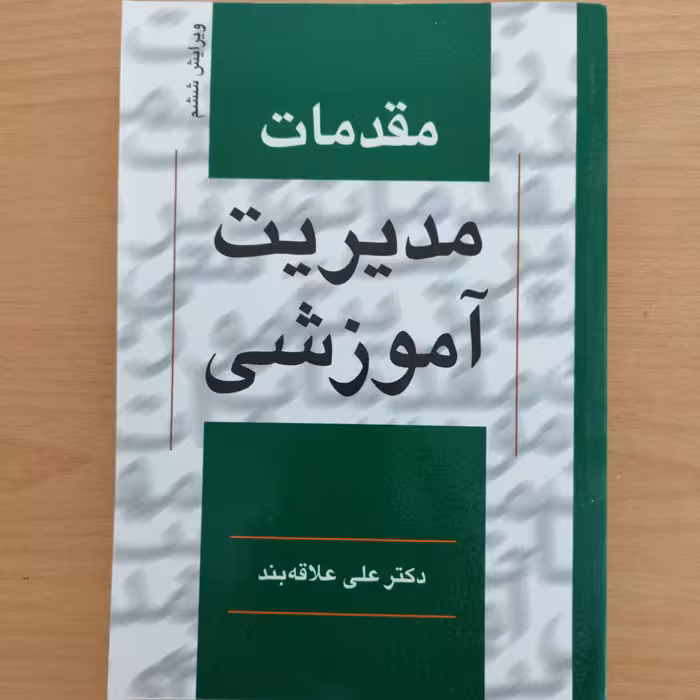 ویرایش ششم
مقدمات
مدیریت
آموزشی
دکتر علی علاقه‌بند